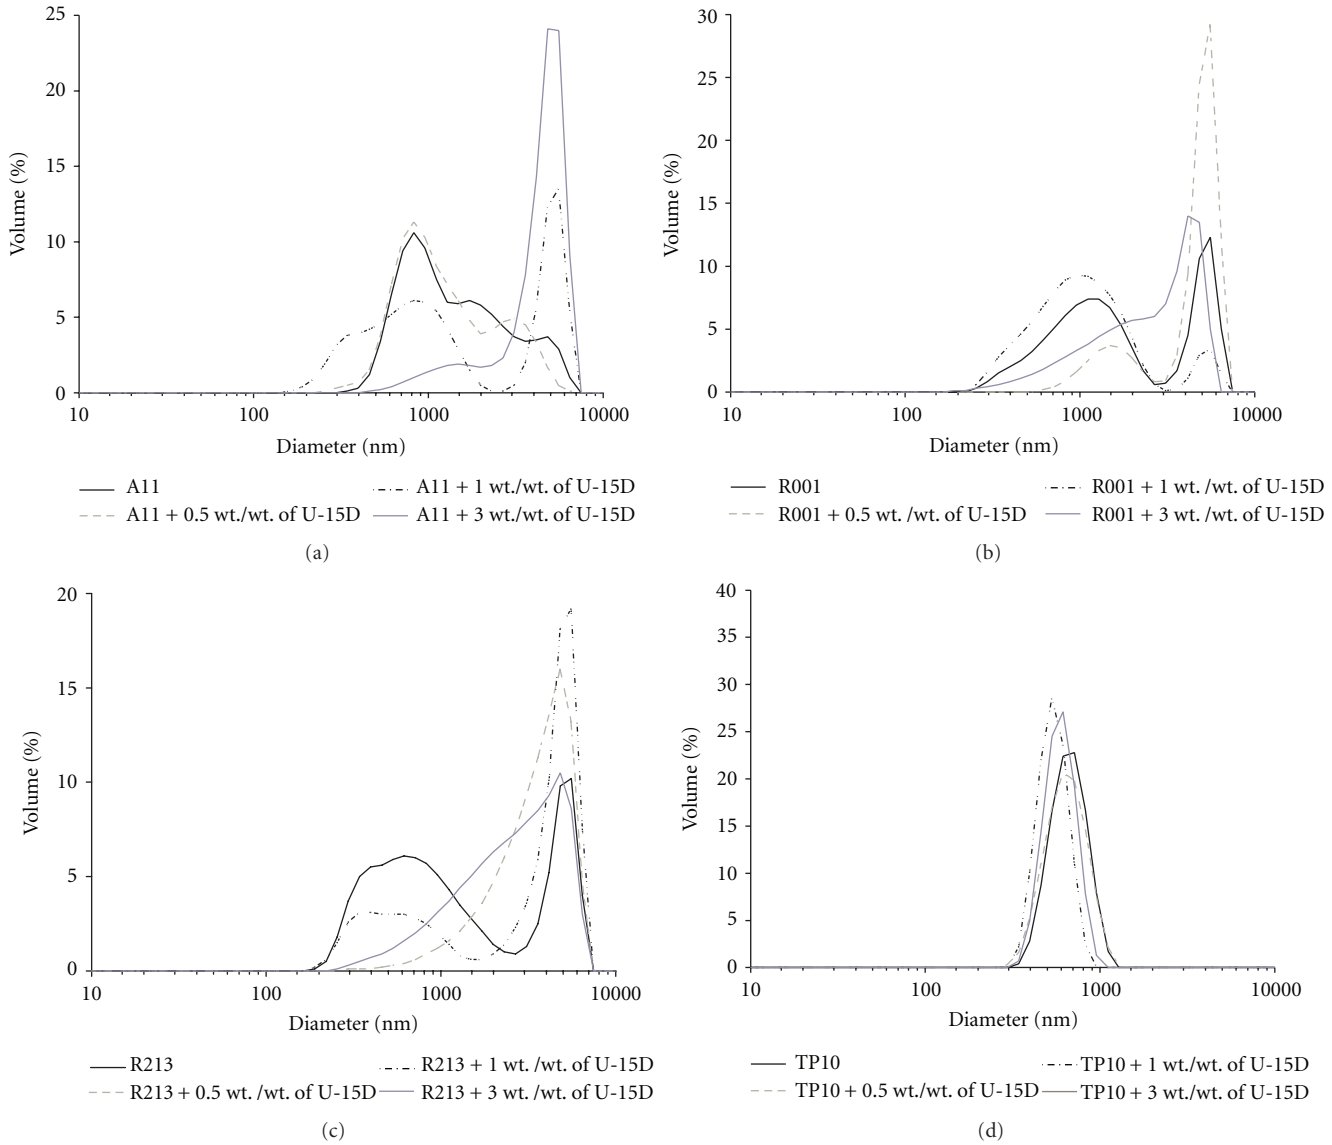 25
20
15
10
5
0
Volume (%)
10 100 1000 10000
Diameter (nm)
A11
A11 + 0.5 wt./wt. of U-15D
A11 + 1 wt./wt. of U-15D
A11 + 3 wt./wt. of U-15D
(a)
30
25
20
15
10
5
0
Volume (%)
10 100 1000 10000
Diameter (nm)
R001
R001 + 0.5 wt. /wt. of U-15D
R001 + 1 wt. /wt. of U-15D
R001 + 3 wt. /wt. of U-15D
(b)
20
15
10
5
0
Volume (%)
10 100 1000 10000
Diameter (nm)
R213
R213 + 0.5 wt./wt. of U-15D
R213 + 1 wt./wt. of U-15D
R213 + 3 wt./wt. of U-15D
(c)
40
35
30
25
20
15
10
5
0
Volume (%)
10 100 1000 10000
Diameter (nm)
TP10
TP10 + 0.5 wt./wt. of U-15D
TP10 + 1 wt./wt. of U-15D
TP10 + 3 wt./wt. of U-15D
(d)